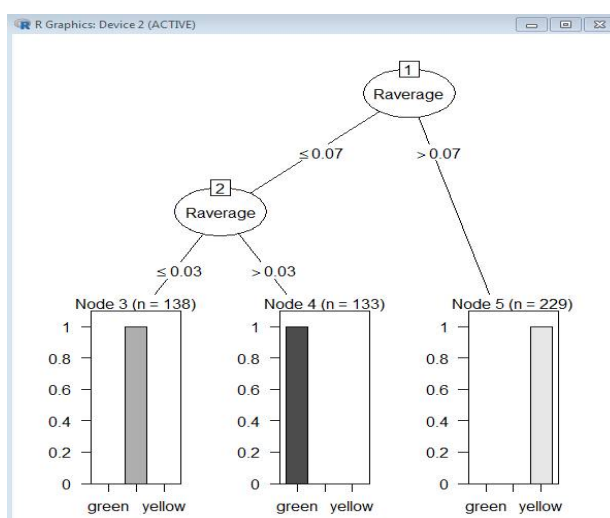 R Graphics: Device 2 (ACTIVE)
1
Raverage
≤ 0.07
> 0.07
2
Raverage
≤ 0.03
> 0.03
Node 3 (n = 138)
Node 4 (n = 133)
Node 5 (n = 229)
1
0.8
0.6
0.4
0.2
0
green yellow
1
0.8
0.6
0.4
0.2
0
green yellow
1
0.8
0.6
0.4
0.2
0
green yellow